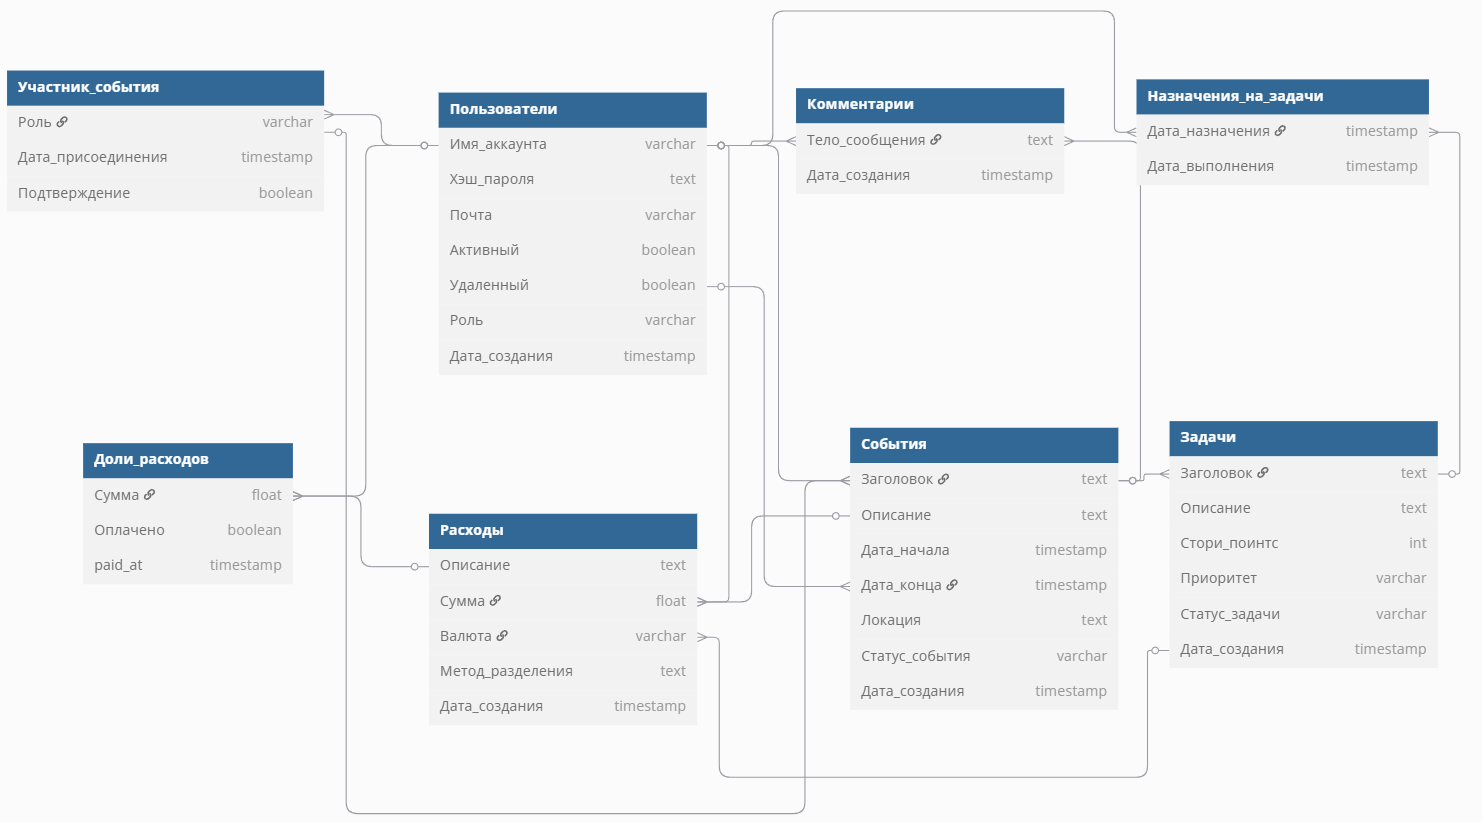 Участник_события
Роль varchar
Дата_присоединения timestamp
Подтверждение boolean
Пользователи
Имя_аккаунта varchar
Хэш_пароля text
Почта varchar
Активный boolean
Удаленный boolean
Роль varchar
Дата_создания timestamp
Комментарии
Тело_сообщения text
Дата_создания timestamp
Назначения_на_задачи
Дата_назначения timestamp
Дата_выполнения timestamp
Доли_расходов
Сумма float
Оплачено boolean
paid_at timestamp
Расходы
Описание text
Сумма float
Валюта varchar
Метод_разделения text
Дата_создания timestamp
События
Заголовок text
Описание text
Дата_начала timestamp
Дата_конца timestamp
Локация text
Статус_события varchar
Дата_создания timestamp
Задачи
Заголовок text
Описание text
Стори_поинтс int
Приоритет varchar
Статус_задачи varchar
Дата_создания timestamp